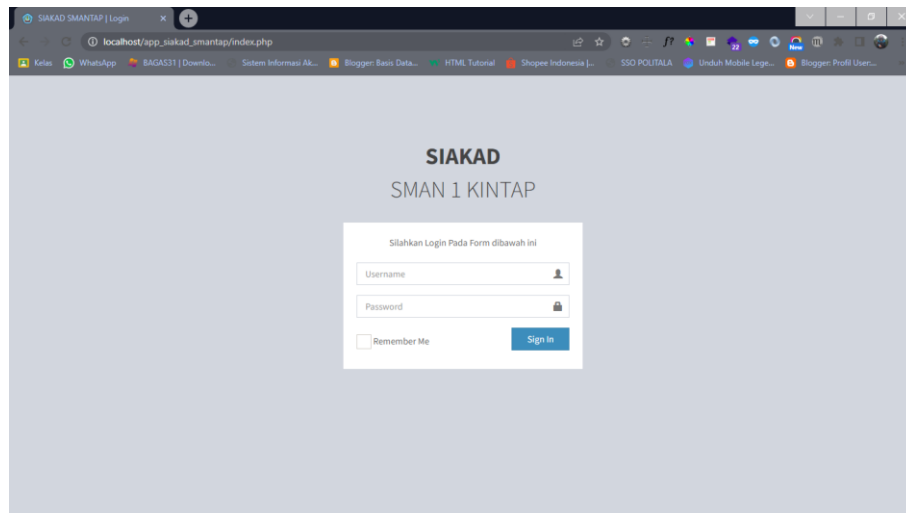 SIAKAD SMANTAP | Login
localhost/app_siakad_smantap/index.php
22
New
Kelas WhatsApp BAGAS31 | Downlo... Sistem Informasi Ak... Blogger: Basis Data... HTML Tutorial Shopee Indonesia |... SSO POLITALA Unduh Mobile Lege... Blogger: Profil User:...
SIAKAD
SMAN 1 KINTAP
Silahkan Login Pada Form dibawah ini
Username
Password
Remember Me
Sign In